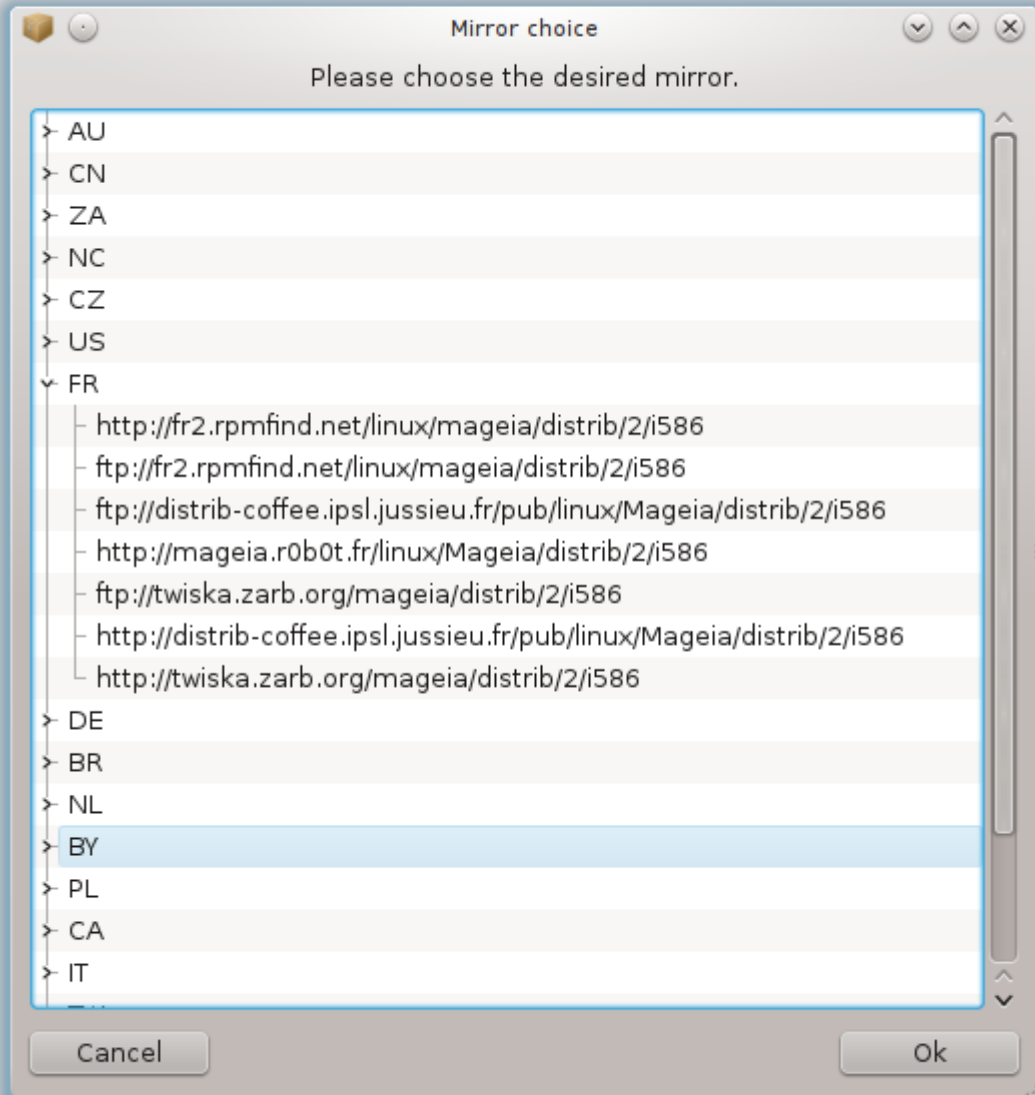 Mirror choice
Please choose the desired mirror.
AU
CN
ZA
NC
CZ
US
FR
http://fr2.rpmfind.net/linux/mageia/distrib/2/i586
ftp://fr2.rpmfind.net/linux/mageia/distrib/2/i586
ftp://distrib-coffee.ipsl.jussieu.fr/pub/linux/Mageia/distrib/2/i586
http://mageia.r0b0t.fr/linux/Mageia/distrib/2/i586
ftp://twiska.zarb.org/mageia/distrib/2/i586
http://distrib-coffee.ipsl.jussieu.fr/pub/linux/Mageia/distrib/2/i586
http://twiska.zarb.org/mageia/distrib/2/i586
DE
BR
NL
BY
PL
CA
IT
Cancel
Ok